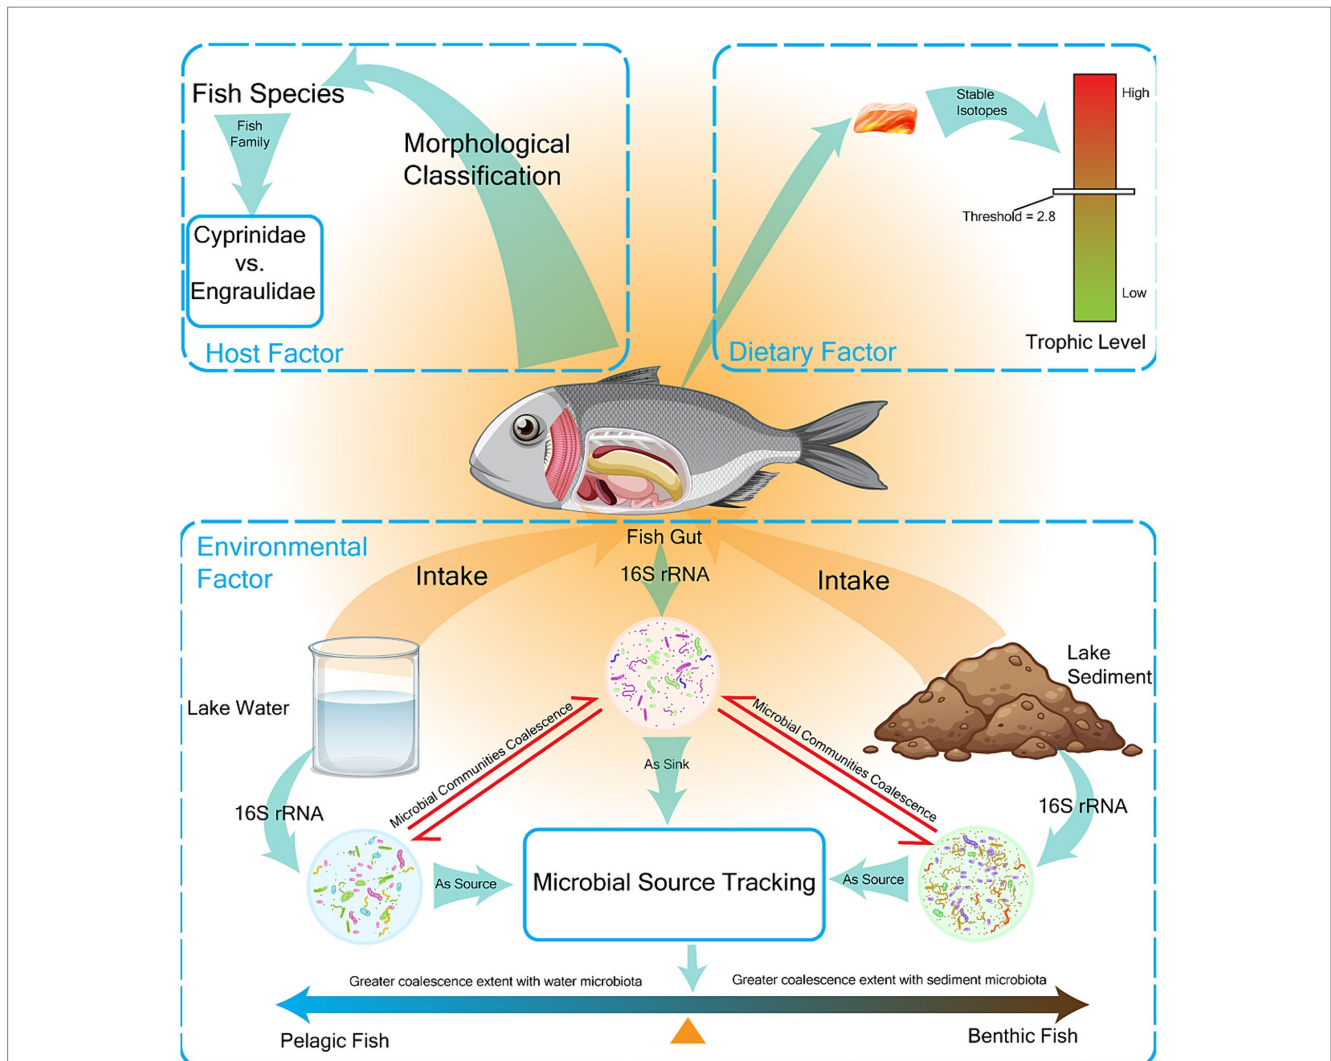 Fish Species
Fish
Family
Morphological
Classification
Cyprinidae
vs.
Engraulidae
Host Factor
Stable
Isotopes
High
Threshold = 2.8
Low
Trophic Level
Dietary Factor
Environmental
Factor
Fish Gut
16S rRNA
Intake
Intake
Lake Water
Lake
Sediment
Microbial Communities Coalescence
Microbial Communities Coalescence
As Sink
16S rRNA
16S rRNA
As Source
Microbial Source Tracking
As Source
Greater coalescence extent with water microbiota
Greater coalescence extent with sediment microbiota
Pelagic Fish
Benthic Fish